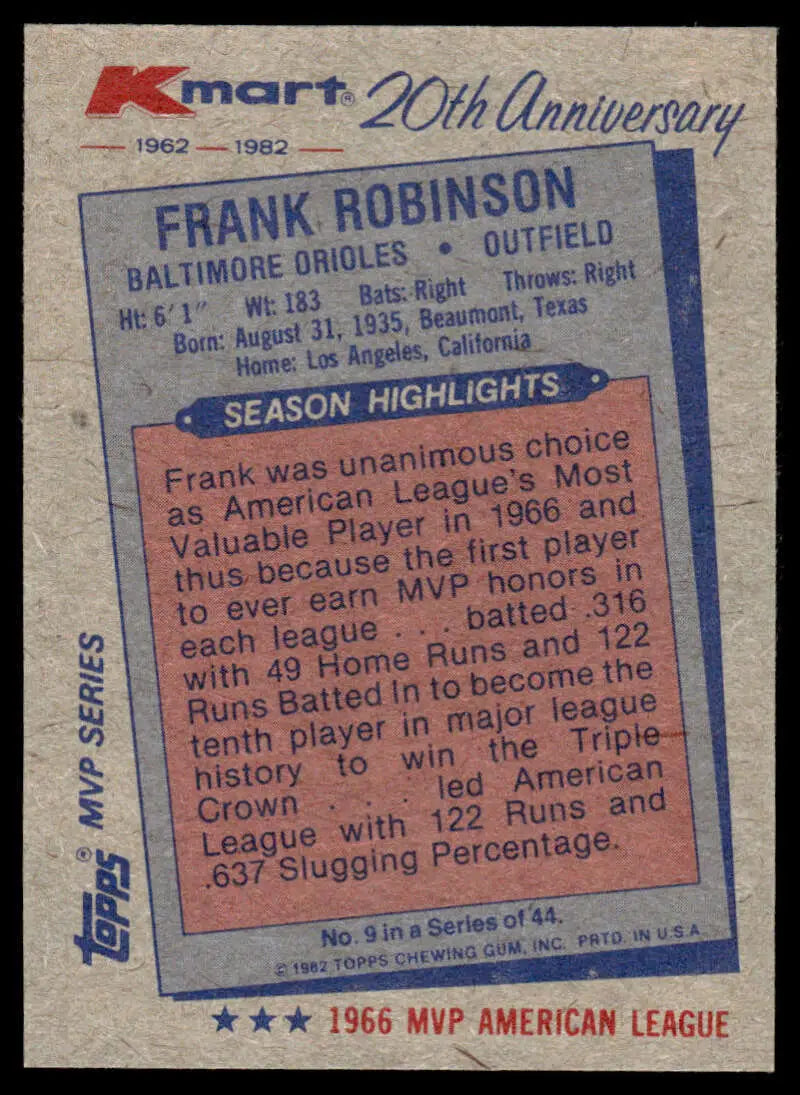 Kmart® 20th Anniversary
1962 — 1982
FRANK ROBINSON
BALTIMORE ORIOLES • OUTFIELD
Ht: 6'1" Wt: 183 Bats: Right Throws: Right
Born: August 31, 1935, Beaumont, Texas
Home: Los Angeles, California
SEASON HIGHLIGHTS
Frank was unanimous choice
as American League's Most
Valuable Player in 1966 and
thus because the first player
to ever earn MVP honors in
each league . . . batted .316
with 49 Home Runs and 122
Runs Batted In to become the
tenth player in major league
history to win the Triple
Crown . . . led American
League with 122 Runs and
.637 Slugging Percentage.
No. 9 in a Series of 44.
© 1982 TOPPS CHEWING GUM, INC. PRTD. IN U.S.A.
topps® MVP SERIES
★★★ 1966 MVP AMERICAN LEAGUE